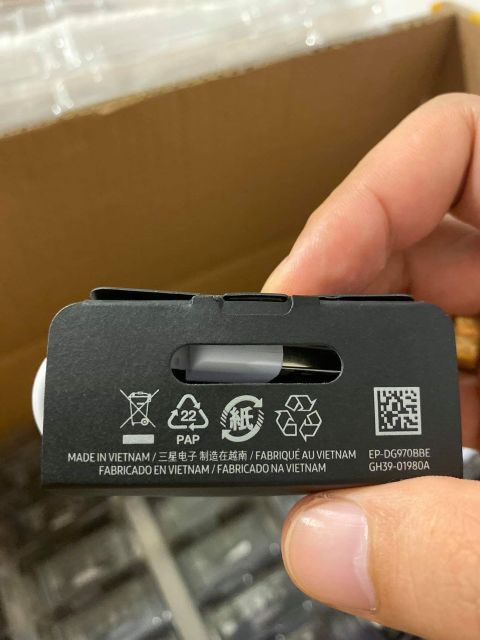 22
PAP
紙
MADE IN VIETNAM / 三星电子 制造在越南 / FABRIQUÉ AU VIETNAM
FABRICADO EN VIETNAM / FABRICADO NA VIETNAM
EP-DG970BBE
GH39-01980A